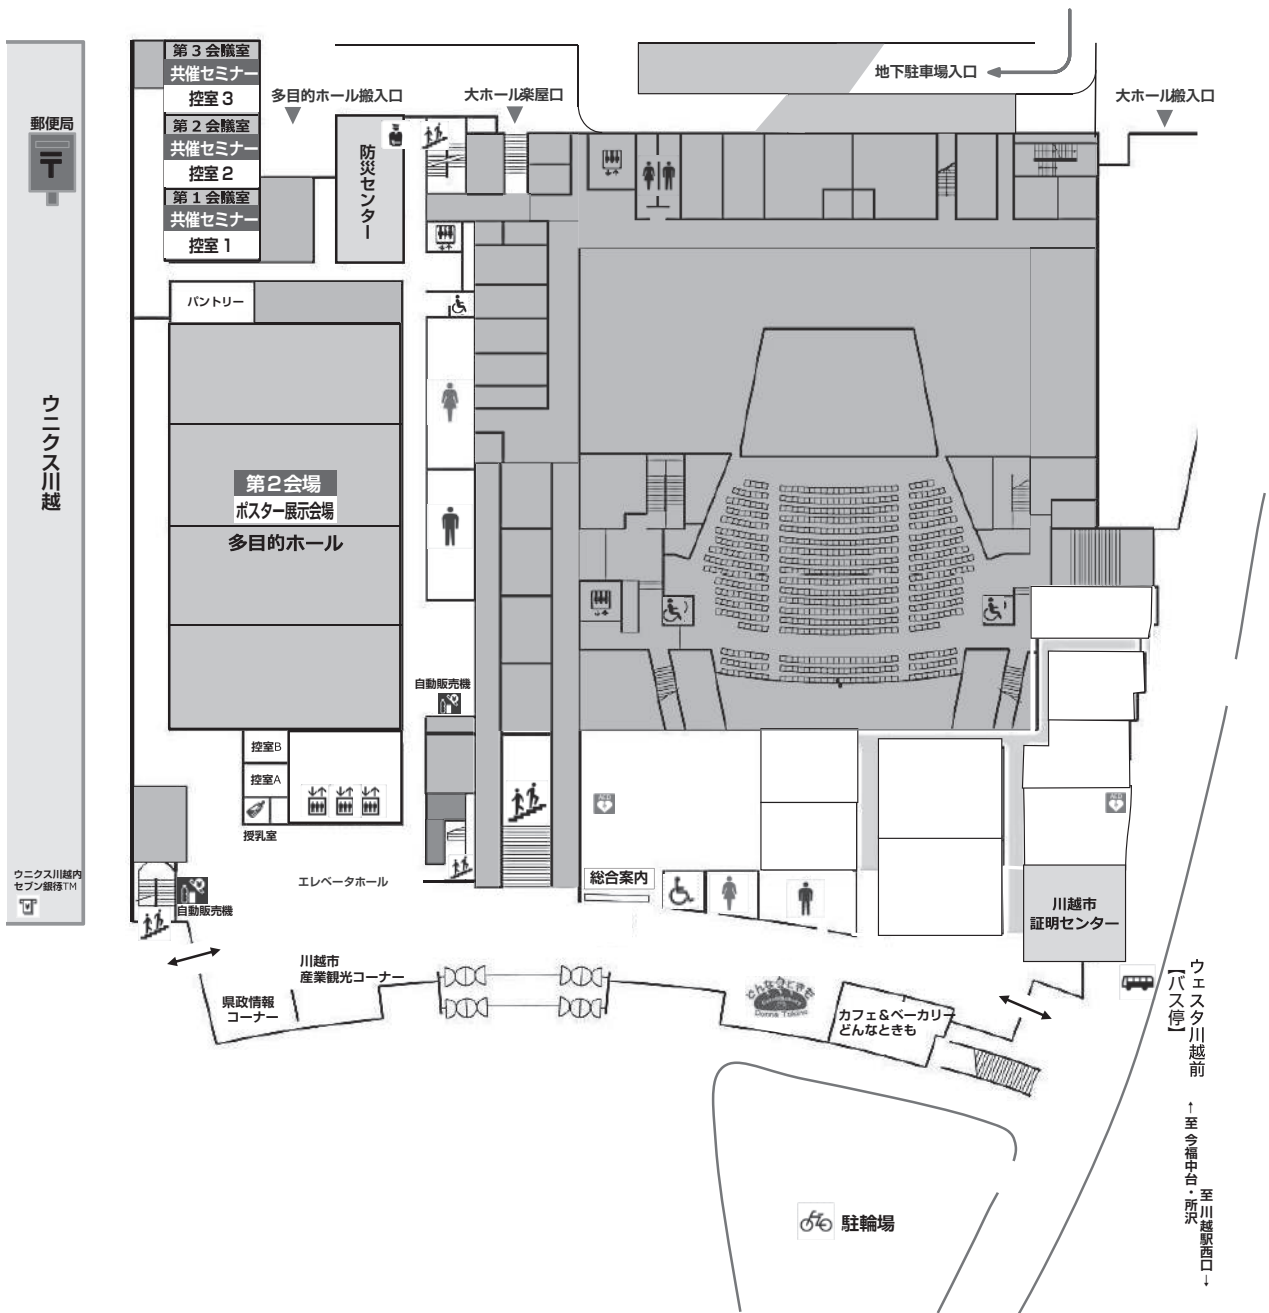 第3会議室
共催セミナー
控室3
第2会議室
共催セミナー
控室2
第1会議室
共催セミナー
控室1
多目的ホール搬入口
大ホール楽屋口
地下駐車場入口
大ホール搬入口
郵便局
防災センター
パントリー
ウニクス川越
第2会場
ポスター展示会場
多目的ホール
自動販売機
控室B
控室A
授乳室
エレベータホール
ウニクス川越内
自動販売機
総合案内
AED
AED
川越市
証明センター
川越市
産業観光コーナー
県政情報
コーナー
どんなときも
Donna Tokimo
カフェ&ベーカリー
どんなときも
ウェスタ川越前
【バス停】
←至 今福中台・所沢
至 川越駅西口→
駐輪場